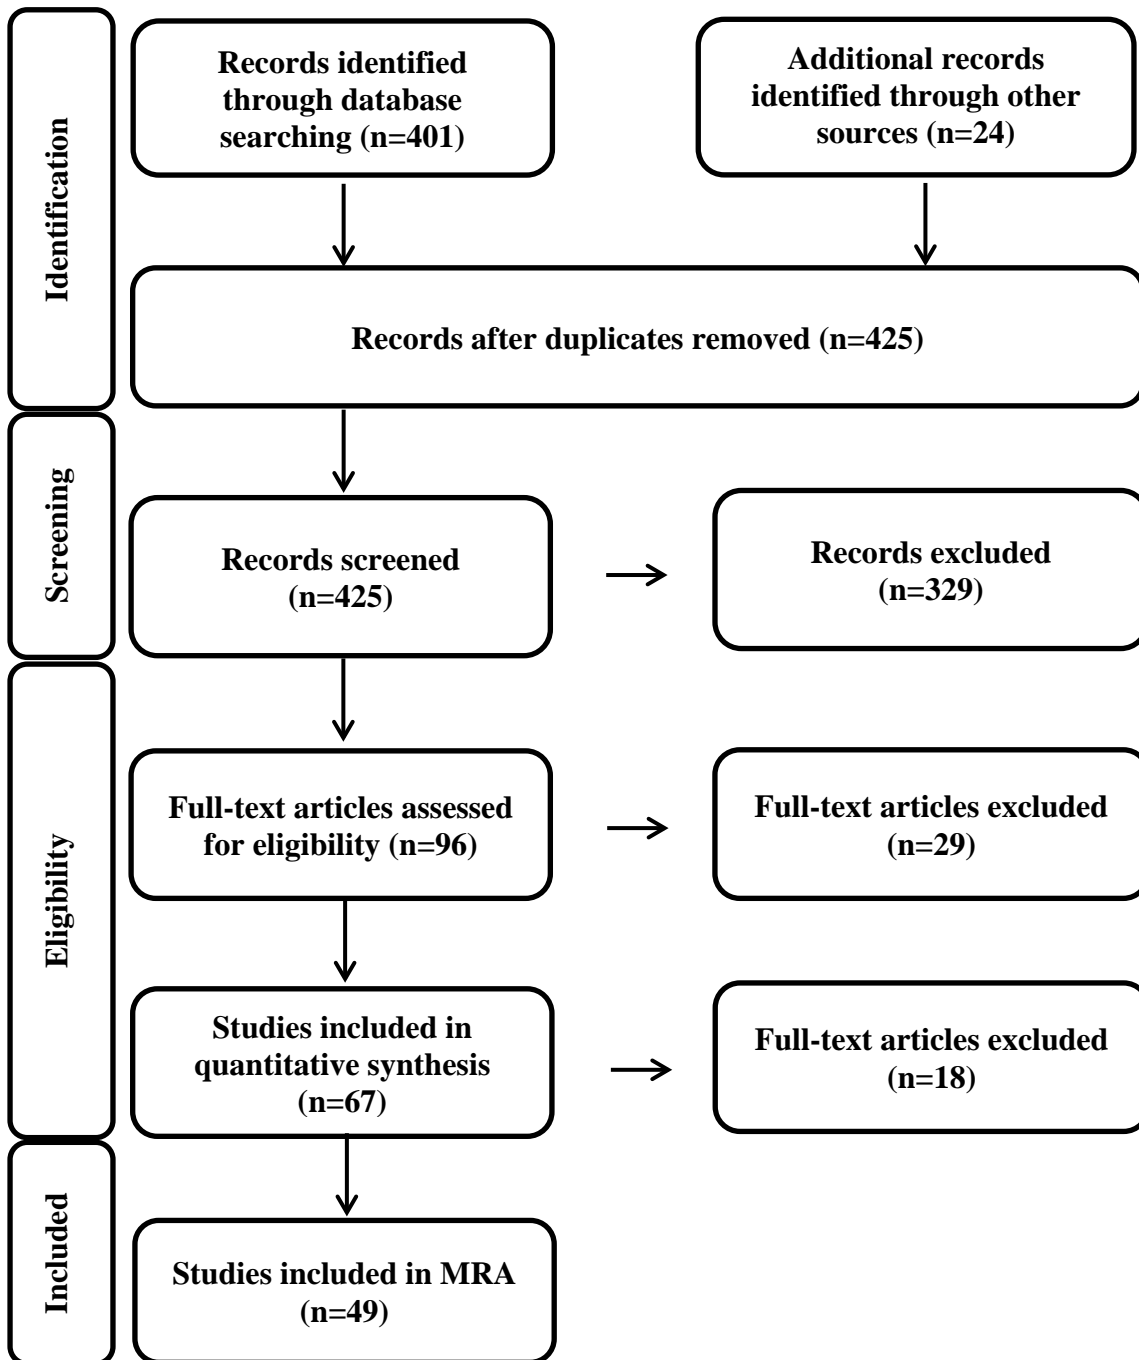 Identification
Records identified
through database
searching (n=401)
Additional records
identified through other
sources (n=24)
Records after duplicates removed (n=425)
Screening
Records screened
(n=425)
Records excluded
(n=329)
Eligibility
Full-text articles assessed
for eligibility (n=96)
Full-text articles excluded
(n=29)
Studies included in
quantitative synthesis
(n=67)
Full-text articles excluded
(n=18)
Included
Studies included in MRA
(n=49)